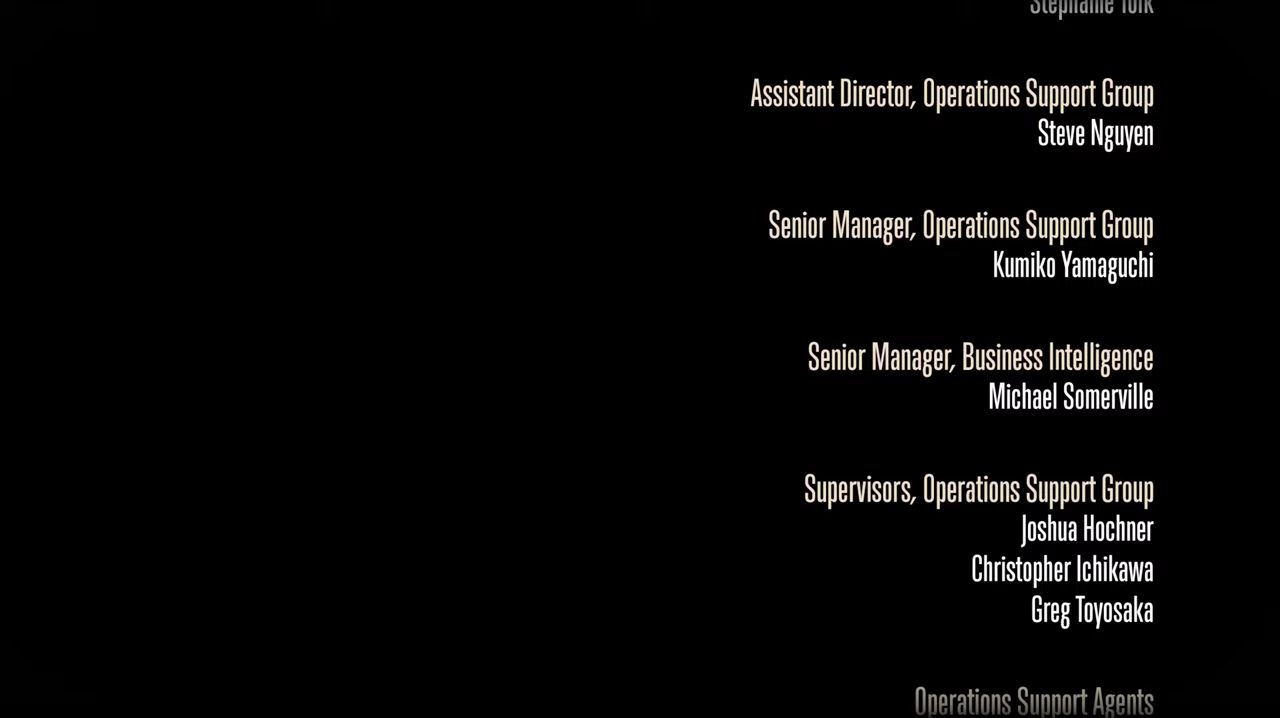 Assistant Director, Operations Support Group
Steve Nguyen
Senior Manager, Operations Support Group
Kumiko Yamaguchi
Senior Manager, Business Intelligence
Michael Somerville
Supervisors, Operations Support Group
Joshua Hochner
Christopher Ichikawa
Greg Toyosaka
Operations Support Agents